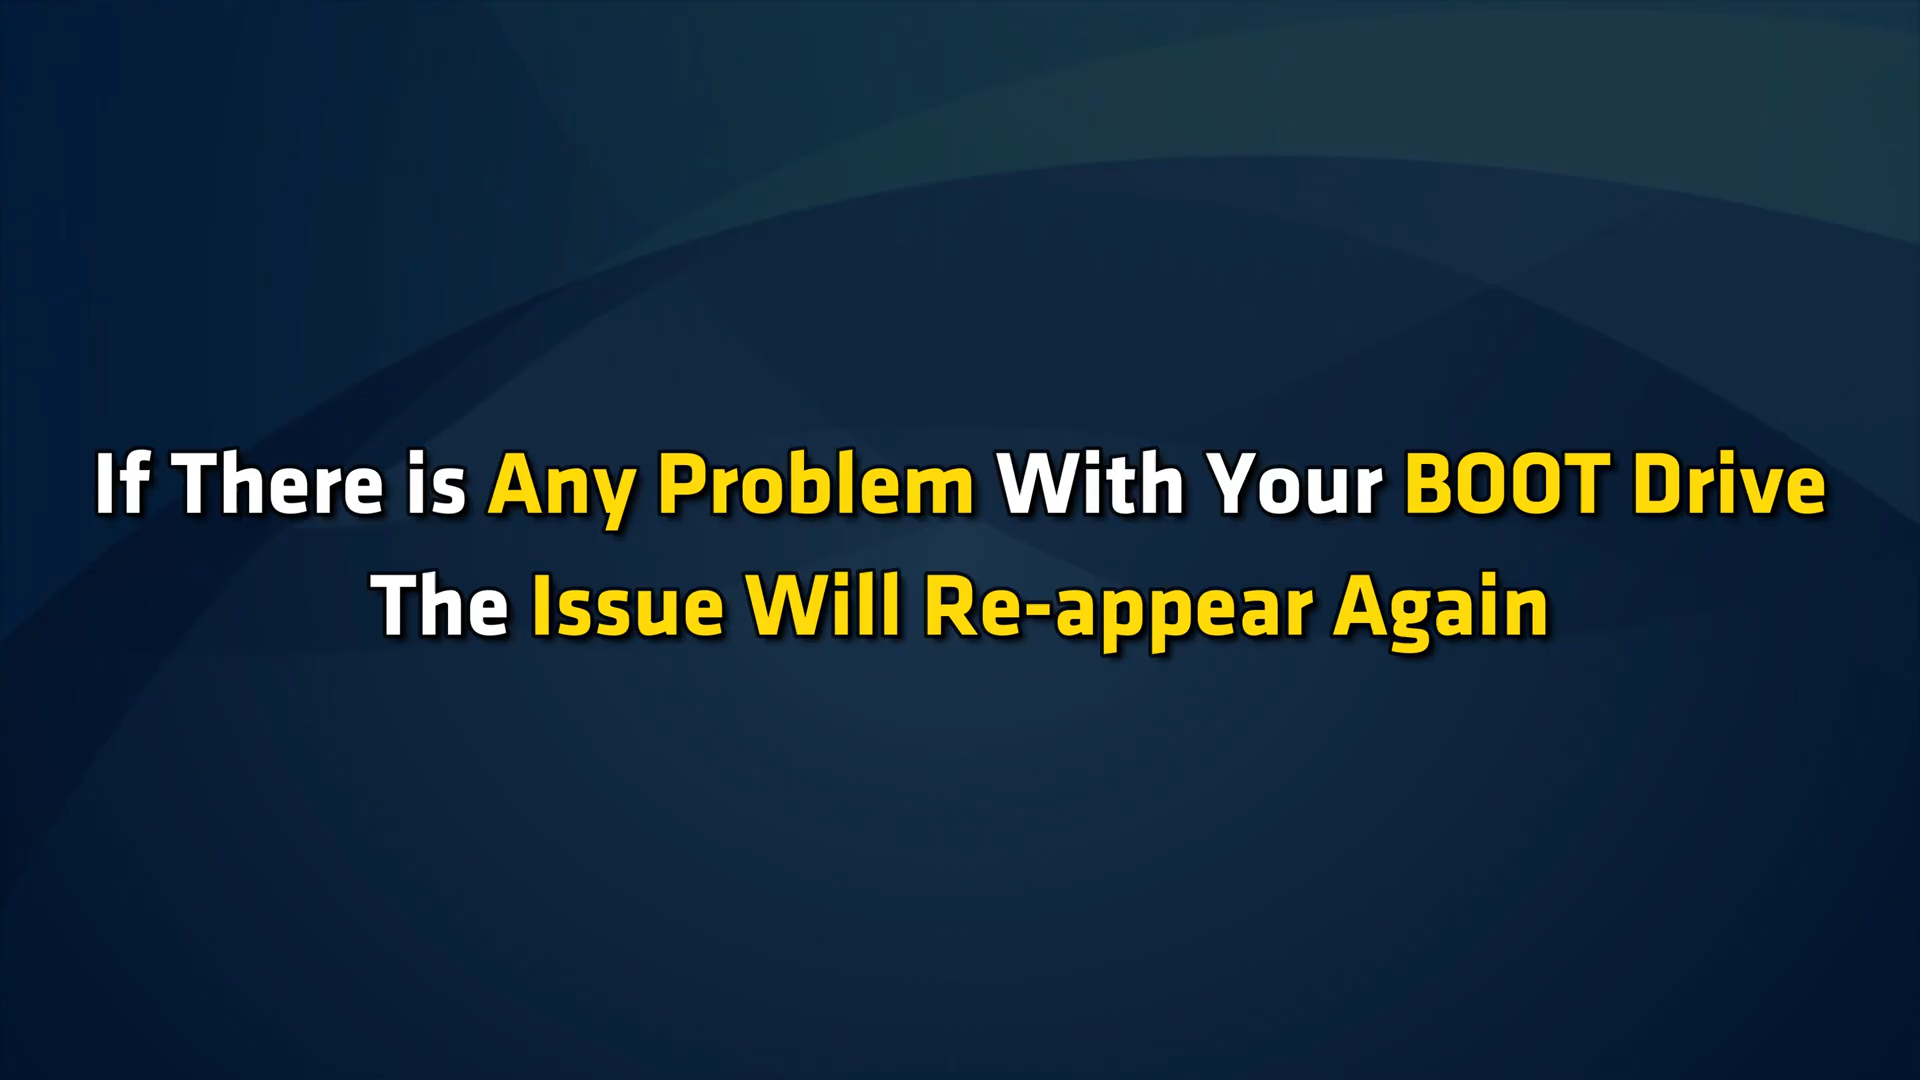 If There is Any Problem With Your BOOT Drive
The Issue Will Re-appear Again